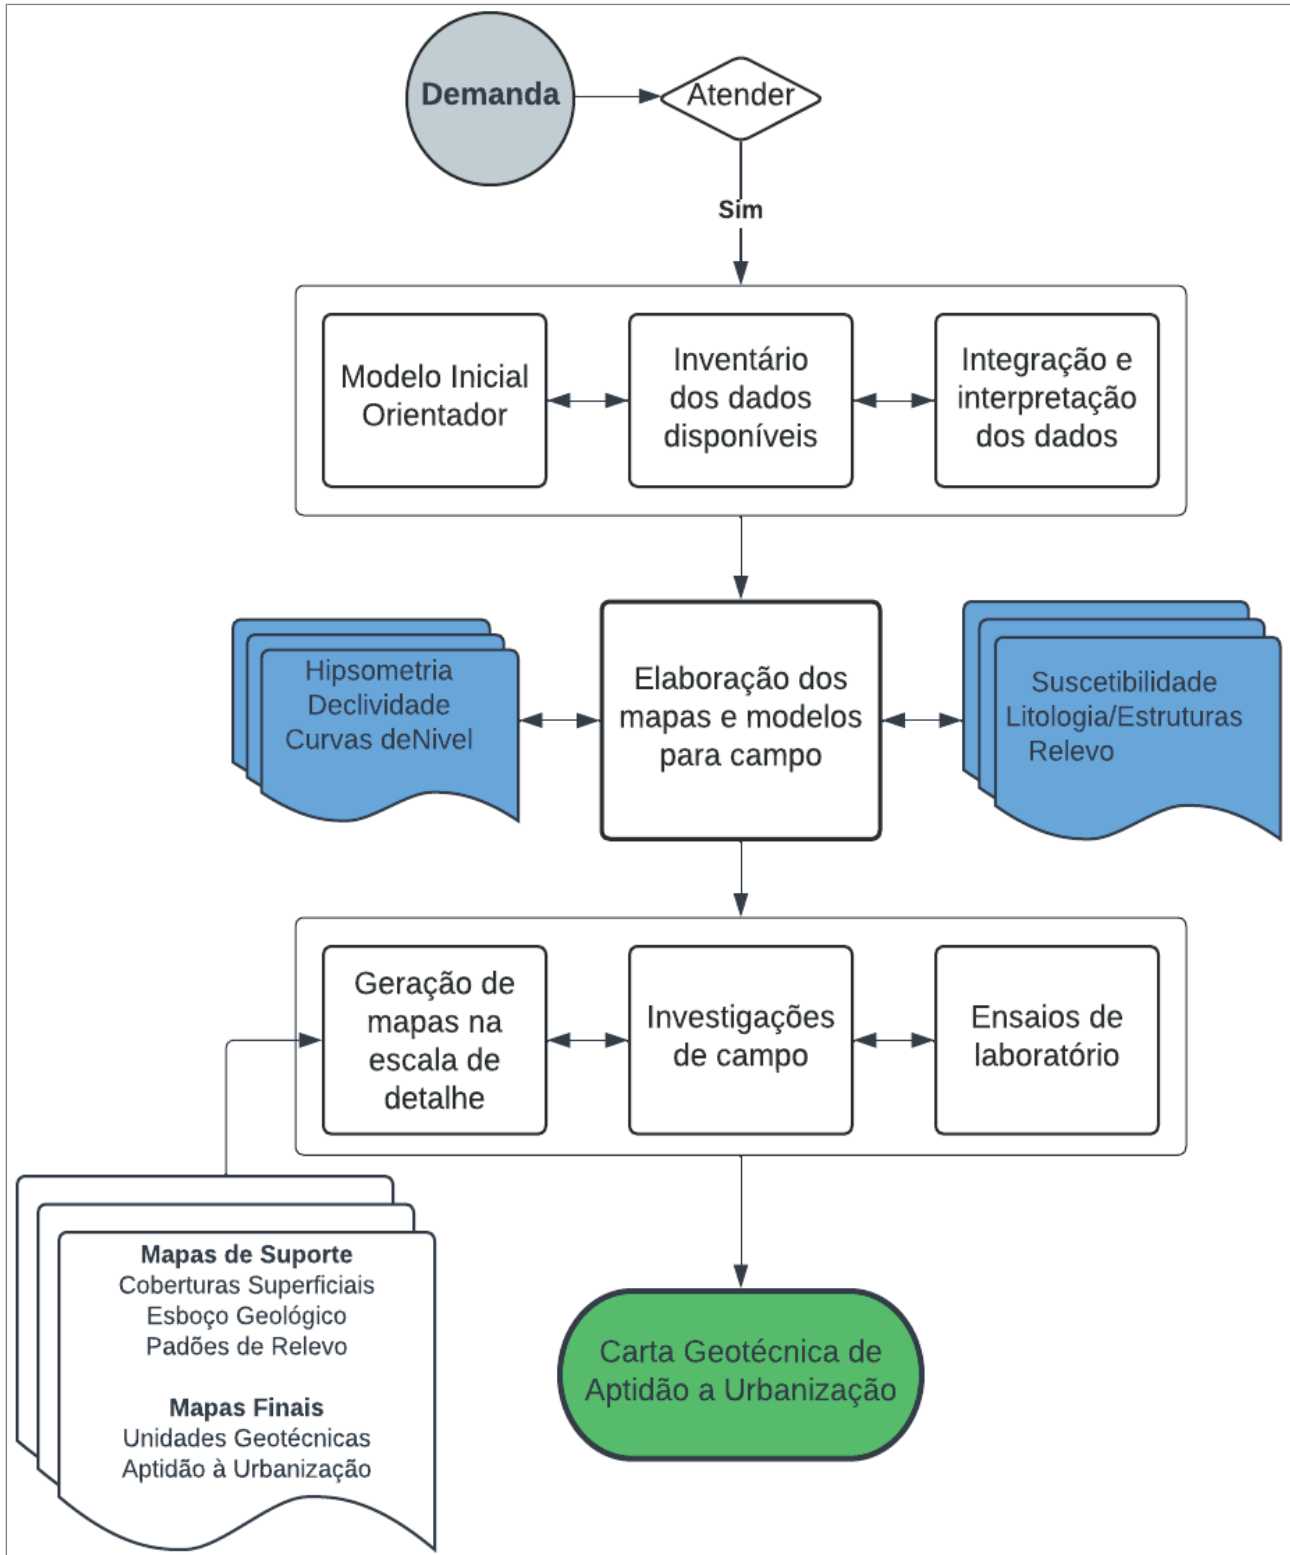 Demanda
Atender
Sim
Modelo Inicial
Orientador
Inventário
dos dados
disponíveis
Integração e
interpretação
dos dados
Hipsometria
Declividade
Curvas deNivel
Elaboração dos
mapas e modelos
para campo
Suscetibilidade
Litologia/Estruturas
Relevo
Geração de
mapas na
escala de
detalhe
Investigações
de campo
Ensaios de
laboratório
Mapas de Suporte
Coberturas Superficiais
Esboço Geológico
Padões de Relevo
Mapas Finais
Unidades Geotécnicas
Aptidão à Urbanização
Carta Geotécnica de
Aptidão a Urbanização